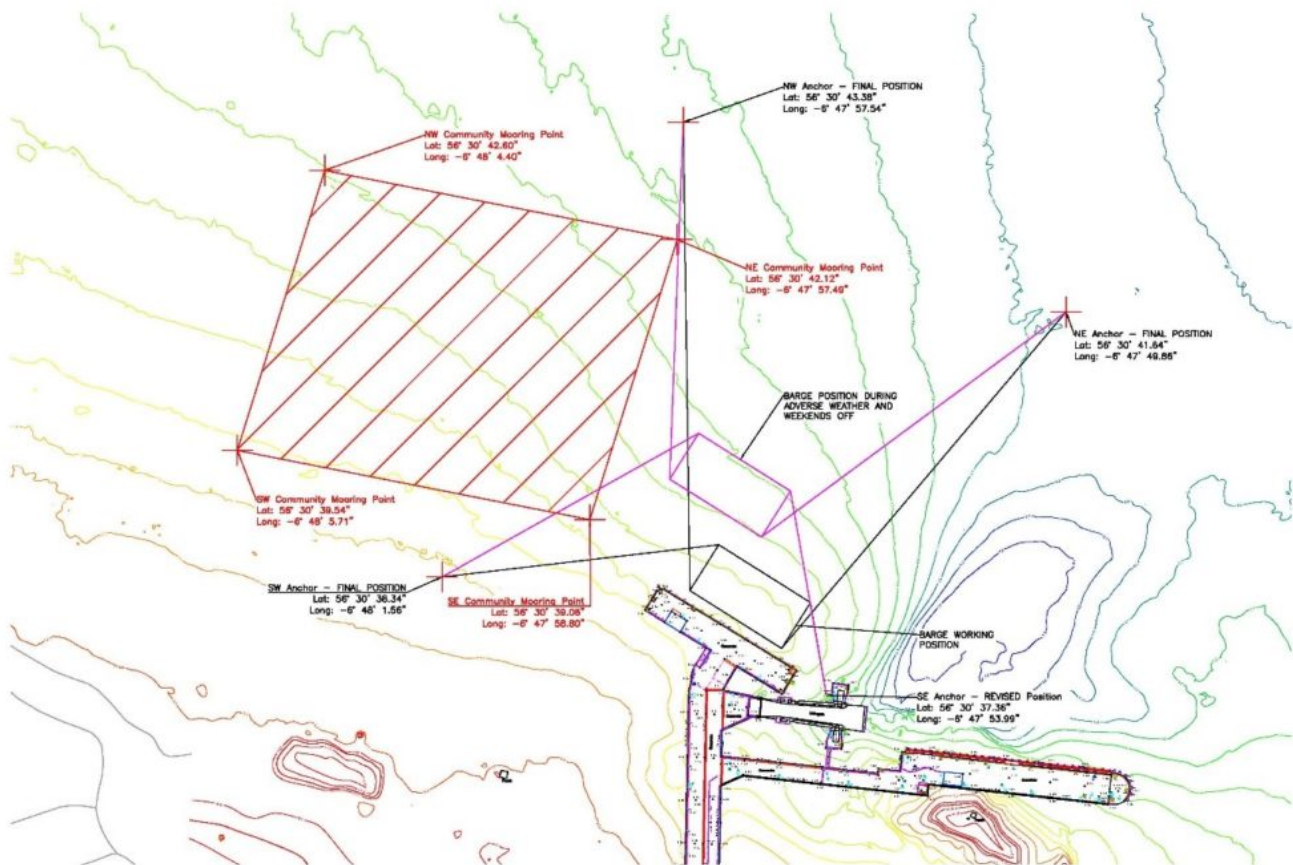 NW Anchor – FINAL POSITION
Lat: 56° 30' 43.38"
Long: -6° 47' 57.54"
NW Community Mooring Point
Lat: 56° 30' 42.60"
Long: -6° 48' 4.40"
NE Community Mooring Point
Lat: 56° 30' 42.12"
Long: -6° 47' 57.49"
NE Anchor – FINAL POSITION
Lat: 56° 30' 41.64"
Long: -6° 47' 49.86"
BARGE POSITION DURING
ADVERSE WEATHER AND
WEEKENDS OFF
SW Community Mooring Point
Lat: 56° 30' 39.54"
Long: -6° 48' 5.71"
SW Anchor – FINAL POSITION
Lat: 56° 30' 38.34"
Long: -6° 48' 1.56"
SE Community Mooring Point
Lat: 56° 30' 39.08"
Long: -6° 47' 58.80"
BARGE WORKING
POSITION
SE Anchor – REVISED Position
Lat: 56° 30' 37.36"
Long: -6° 47' 53.99"